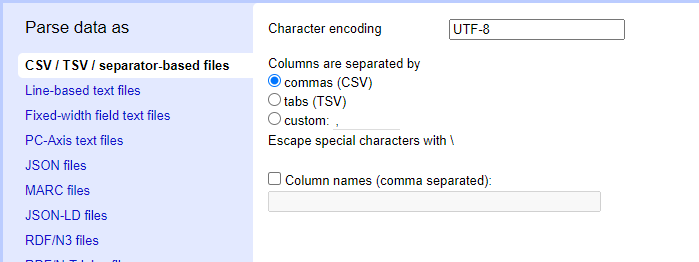 Parse data as
CSV / TSV / separator-based files
Line-based text files
Fixed-width field text files
PC-Axis text files
JSON files
MARC files
JSON-LD files
RDF/N3 files
Character encoding UTF-8
Columns are separated by
commas (CSV)
tabs (TSV)
custom: ,
Escape special characters with \
Column names (comma separated):